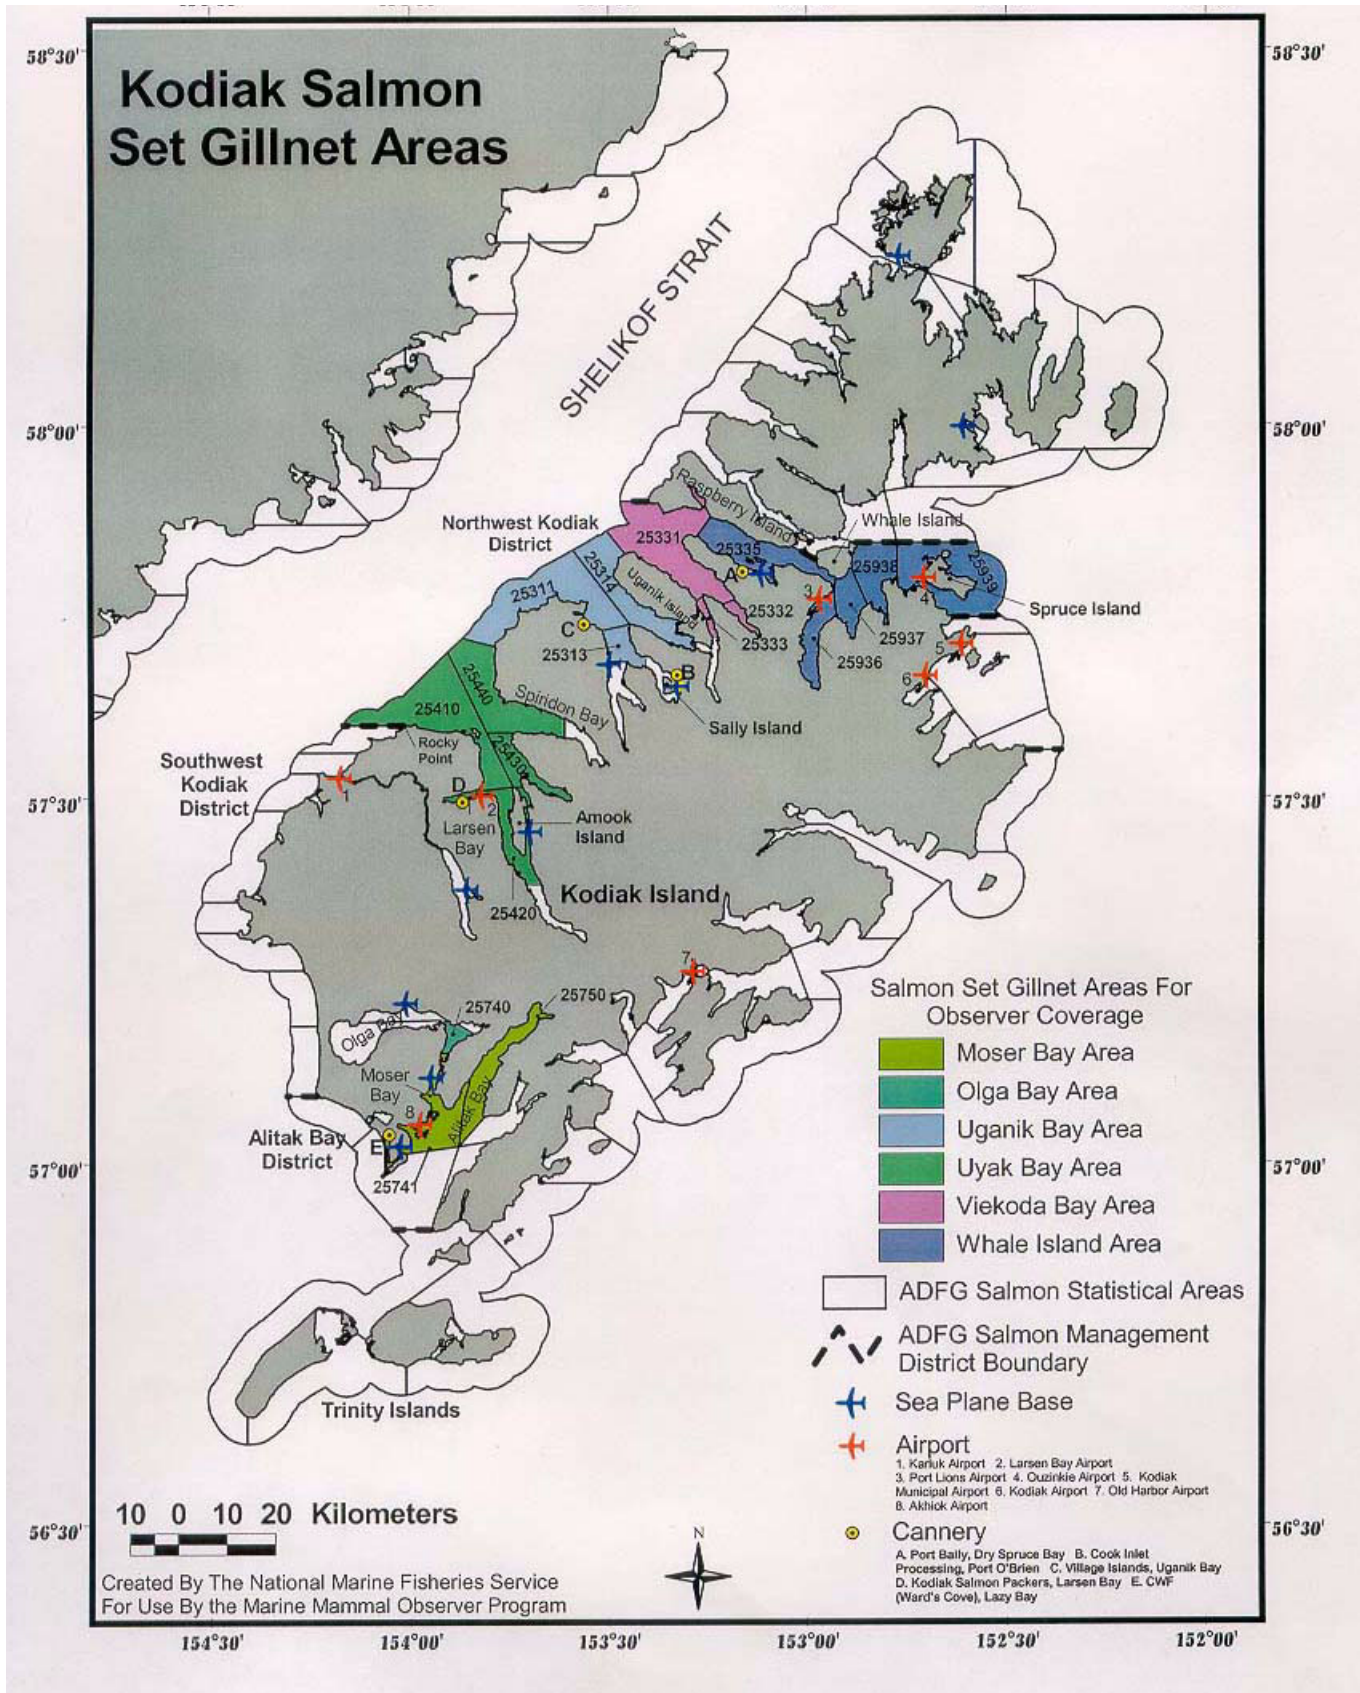 Kodiak Salmon
Set Gillnet Areas
58°30'
58°30'
SHELIKOF STRAIT
58°00'
58°00'
Raspberry Island
Whale Island
Northwest Kodiak
District
25331
25335
25938
25939
25314
A
3
4
25311
Uganik Island
Spruce Island
25332
C
25333
25937
5
25313
25936
6
B
25440
Spiridon Bay
25410
Sally Island
Rocky
Point
25430
Southwest
Kodiak
District
57°30'
57°30'
1
D
2
Larsen
Bay
Amook
Island
Kodiak Island
25420
7
25750
25740
Olga Bay
Moser
Bay
8
Alitak Bay
Alitak Bay
District
E
57°00'
57°00'
25741
Trinity Islands
Salmon Set Gillnet Areas For
Observer Coverage
Moser Bay Area
Olga Bay Area
Uganik Bay Area
Uyak Bay Area
Viekoda Bay Area
Whale Island Area
ADFG Salmon Statistical Areas
ADFG Salmon Management
District Boundary
Sea Plane Base
Airport
1. Karluk Airport 2. Larsen Bay Airport
3. Port Lions Airport 4. Ouzinkie Airport 5. Kodiak
Municipal Airport 6. Kodiak Airport 7. Old Harbor Airport
8. Akhiok Airport
Cannery
A. Port Bally, Dry Spruce Bay B. Cook Inlet
Processing, Port O'Brien C. Village Islands, Uganik Bay
D. Kodiak Salmon Packers, Larsen Bay E. CWF
(Ward's Cove), Lazy Bay
56°30'
56°30'
10 0 10 20 Kilometers
N
Created By The National Marine Fisheries Service
For Use By the Marine Mammal Observer Program
154°30'
154°00'
153°30'
153°00'
152°30'
152°00'